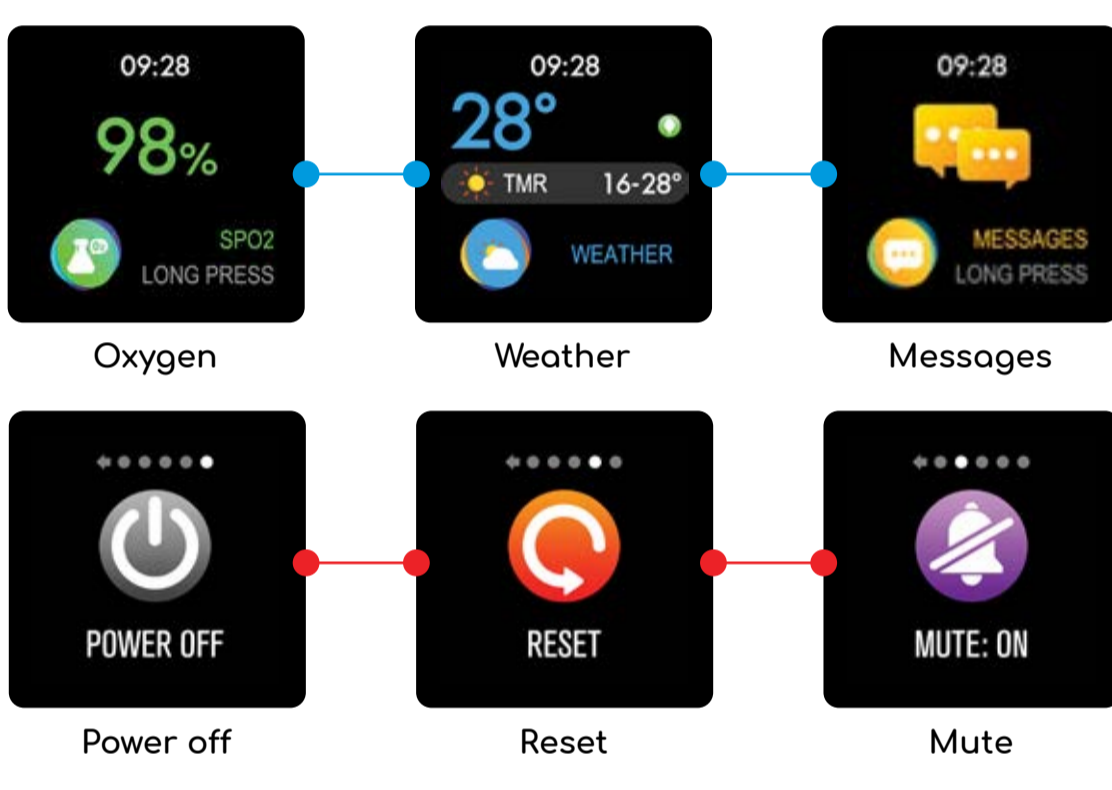 09:28
98%
SPO2
LONG PRESS
Oxygen
09:28
28°
TMR 16-28°
WEATHER
Weather
09:28
MESSAGES
LONG PRESS
Messages
POWER OFF
Power off
RESET
Reset
MUTE: ON
Mute